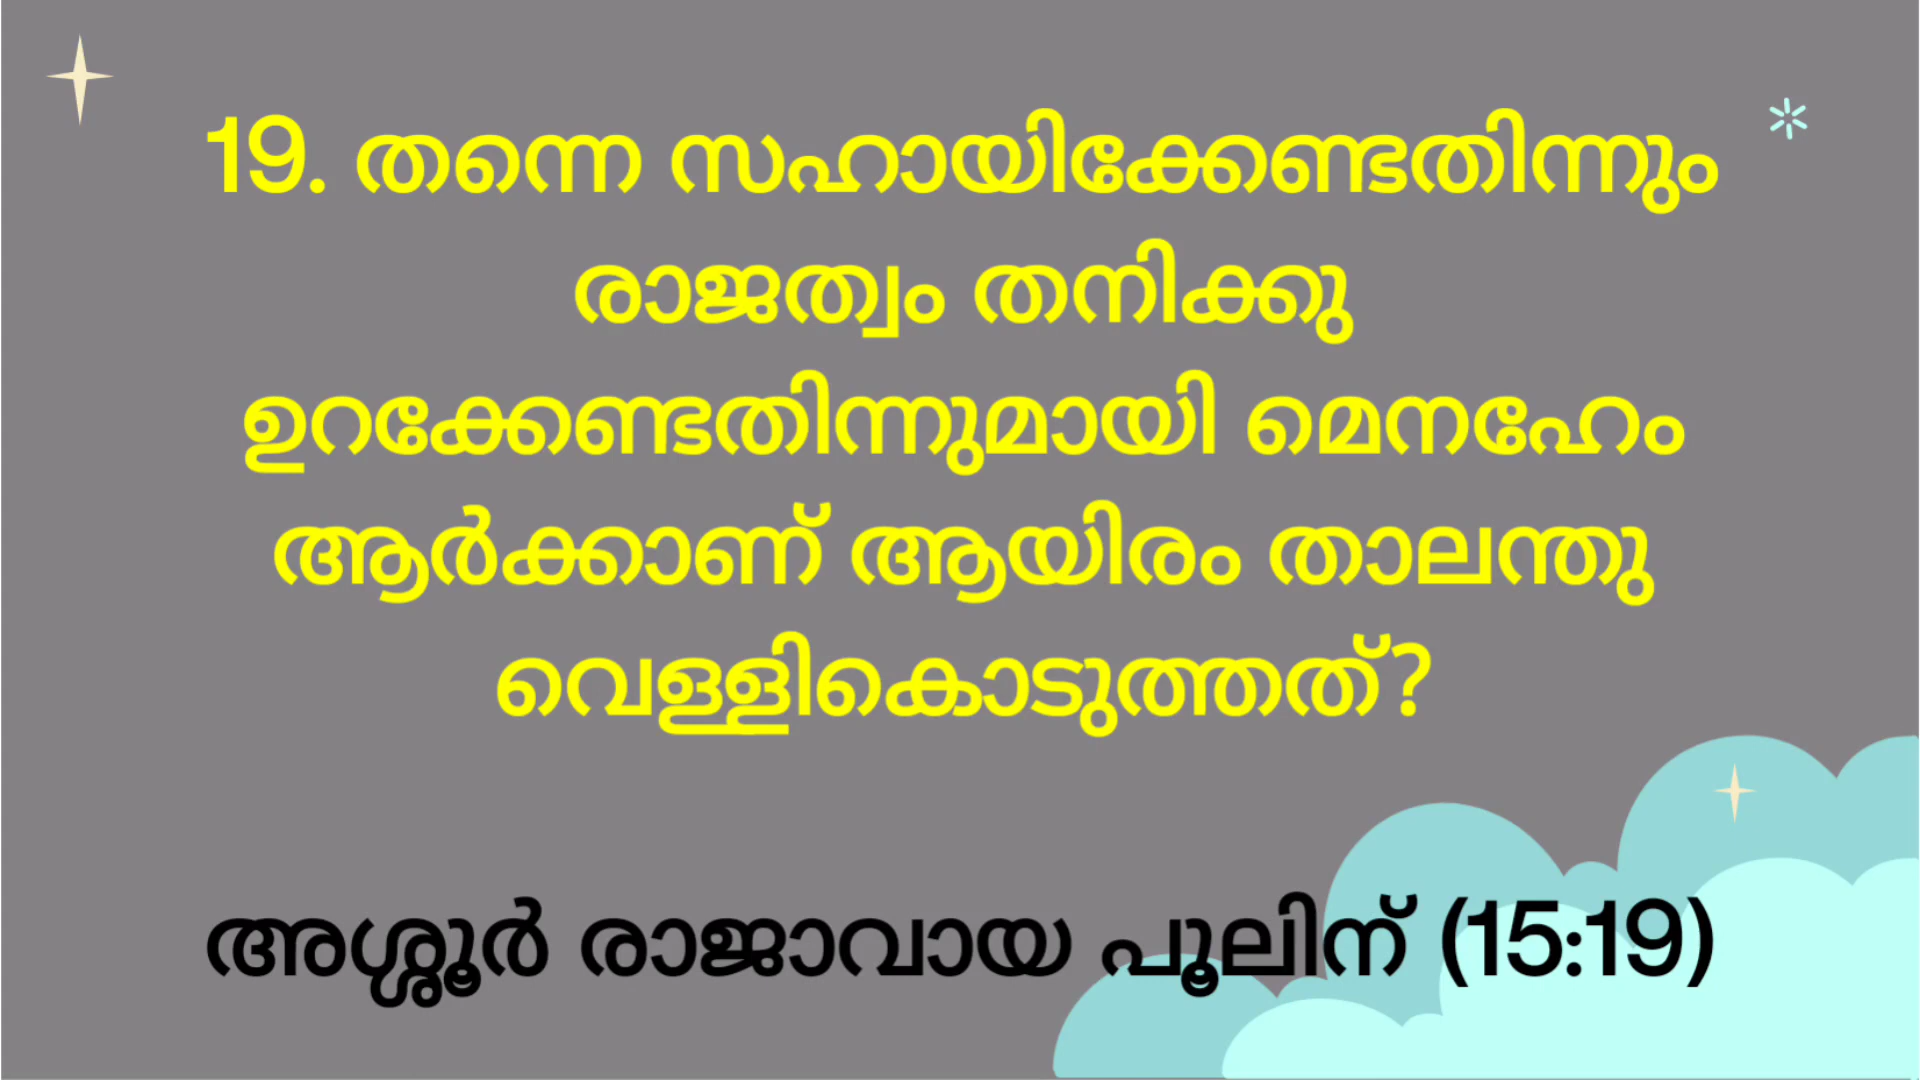 19. തന്നെ സഹായിക്കേണ്ടതിന്നും
രാജത്വം തനിക്കു
ഉറക്കേണ്ടതിന്നുമായി മെനഹേം
ആർക്കാണ് ആയിരം താലന്തു
വെള്ളികൊടുത്തത്?
അശ്ശൂർ രാജാവായ പൂലിന് (15:19)